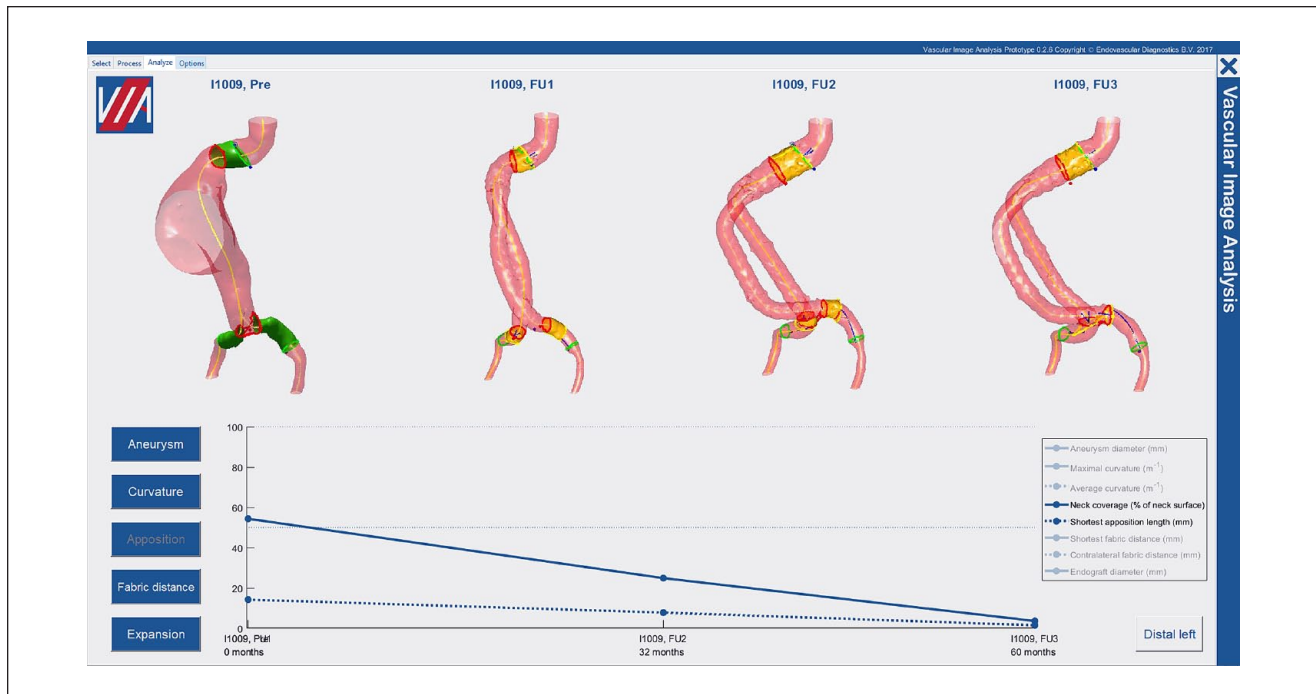 Vascular Image Analysis Prototype 0.2.6 Copyright © Endovascular Diagnostics B.V. 2017
Select Process Analyze Options
VIA
I1009, Pre
I1009, FU1
I1009, FU2
I1009, FU3
Vascular Image Analysis
Aneurysm
Curvature
Apposition
Fabric distance
Expansion
100
80
60
40
20
0
I1009,
0 months
I1009, FU2
32 months
I1009, FU3
60 months
Aneurysm diameter (mm)
Maximal curvature (m⁻¹)
Average curvature (m⁻¹)
Neck coverage (% of neck surface)
Shortest apposition length (mm)
Shortest fabric distance (mm)
Contralateral fabric distance (mm)
Endograft diameter (mm)
Distal left